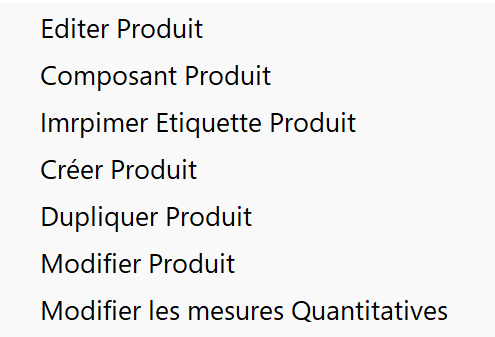 Editer Produit
Composant Produit
Imrpimer Etiquette Produit
Créer Produit
Dupliquer Produit
Modifier Produit
Modifier les mesures Quantitatives